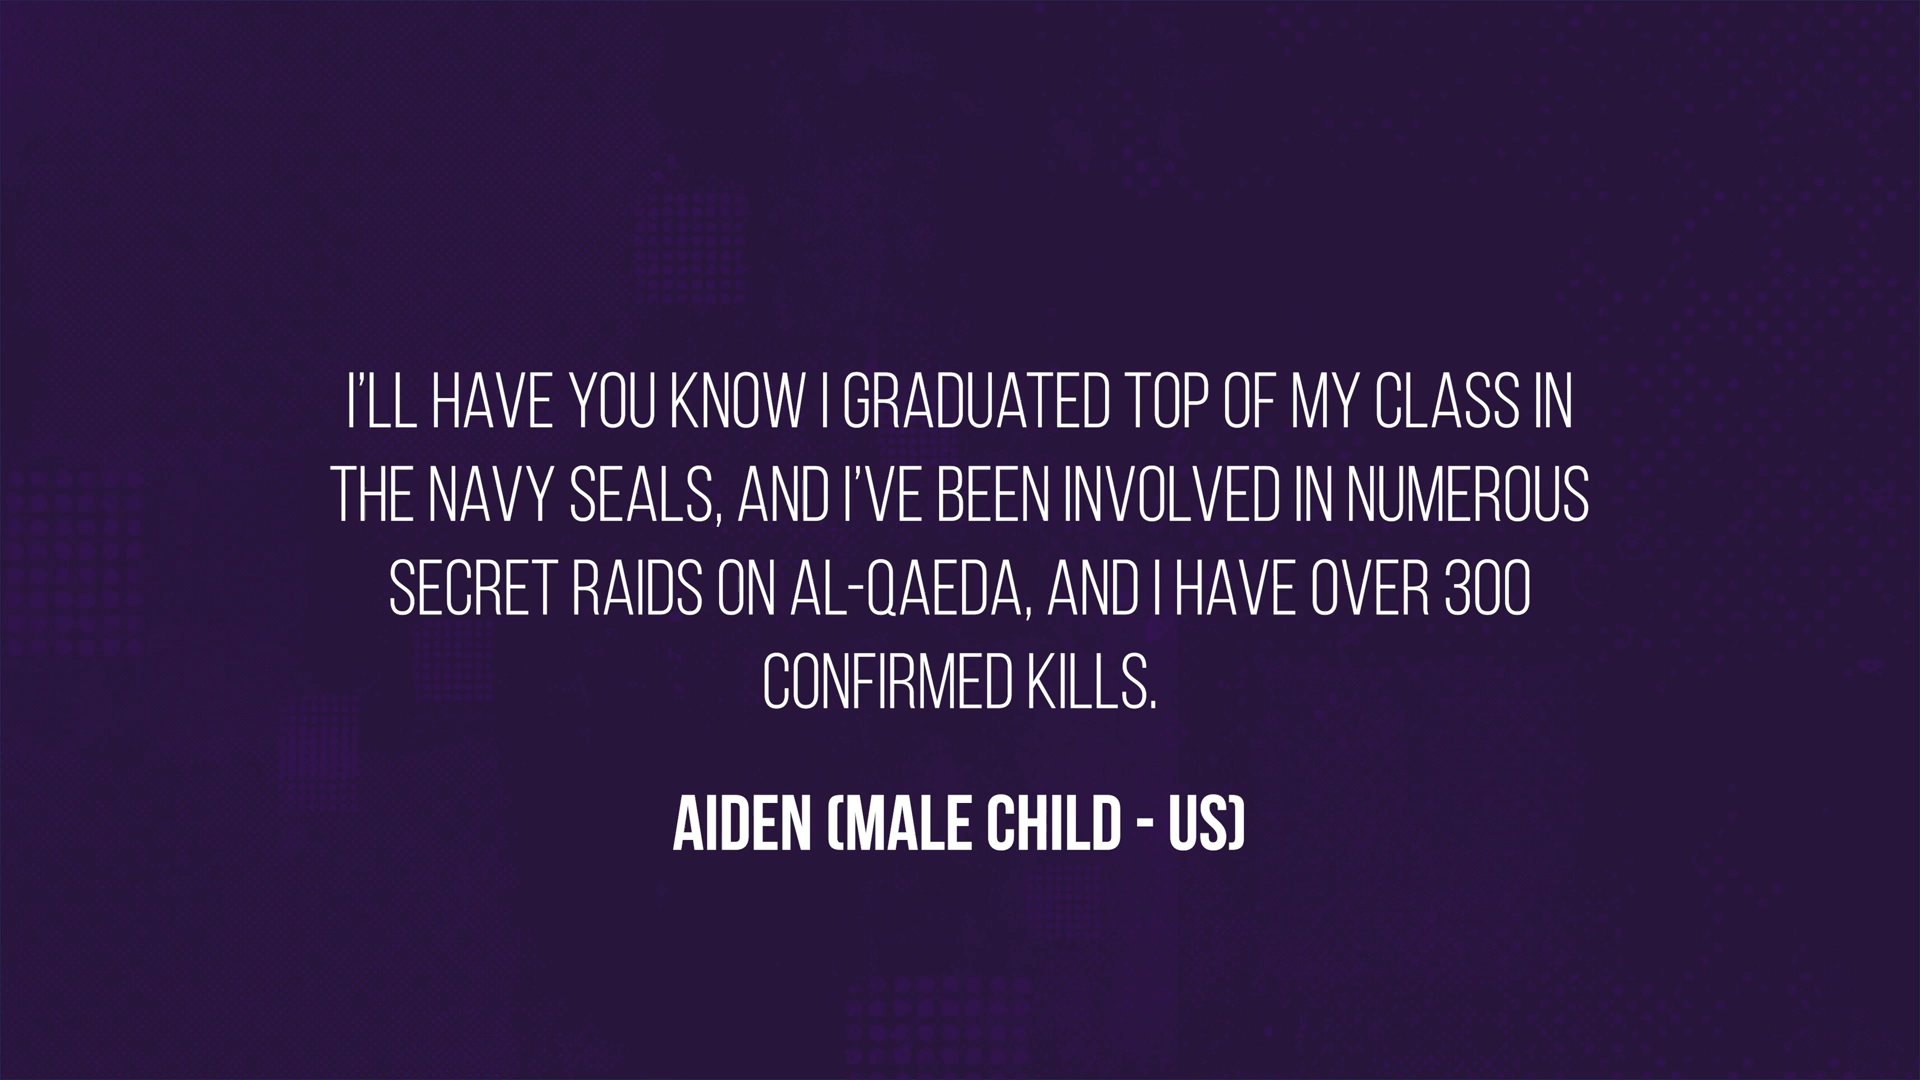 I'LL HAVE YOU KNOW I GRADUATED TOP OF MY CLASS IN
THE NAVY SEALS, AND I'VE BEEN INVOLVED IN NUMEROUS
SECRET RAIDS ON AL-QAEDA, AND I HAVE OVER 300
CONFIRMED KILLS.
AIDEN (MALE CHILD - US)